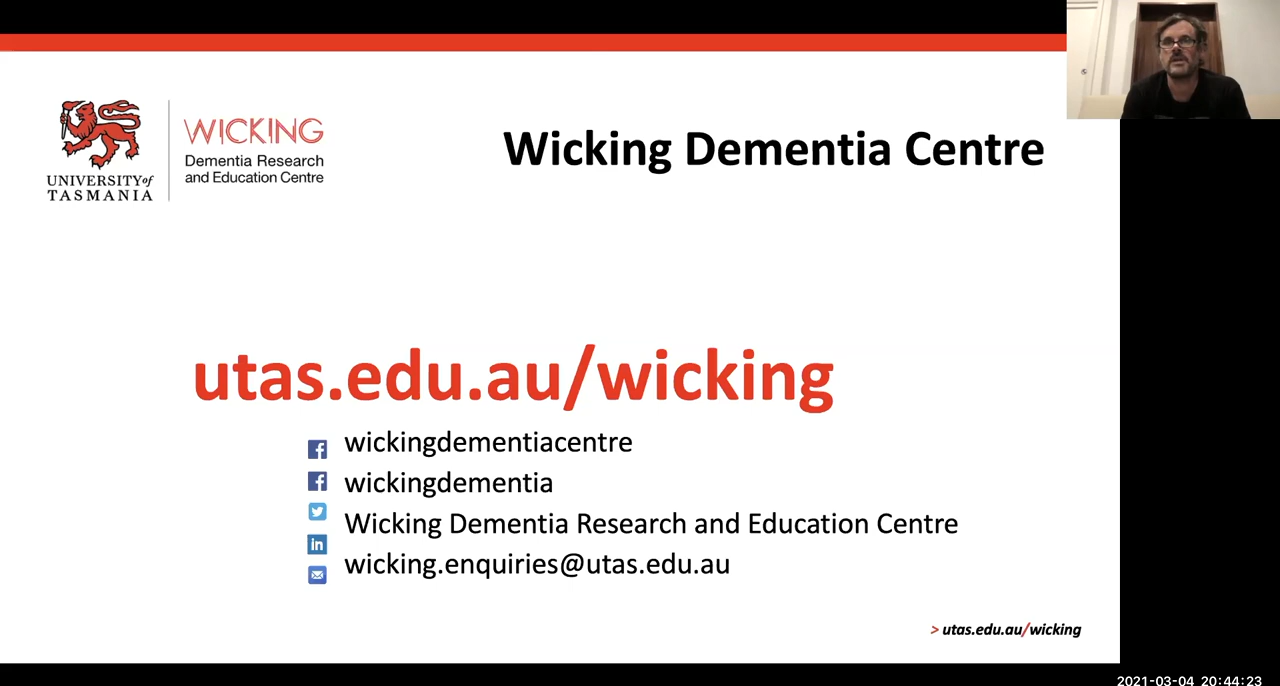 UNIVERSITY of
TASMANIA
WICKING
Dementia Research
and Education Centre
Wicking Dementia Centre
utas.edu.au/wicking
wickingdementiacentre
wickingdementia
Wicking Dementia Research and Education Centre
wicking.enquiries@utas.edu.au
> utas.edu.au/wicking
2021-03-04 20:44:23